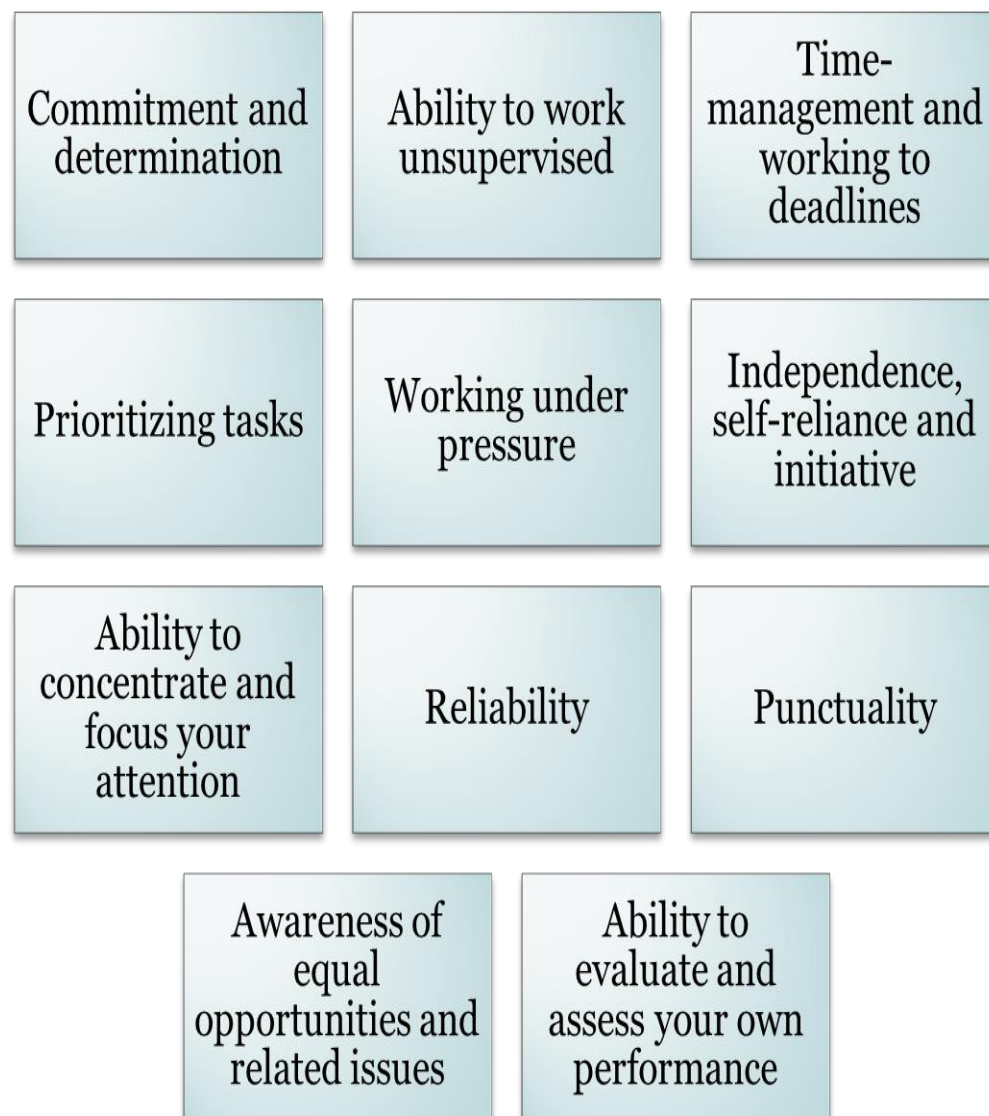 Commitment and
determination
Ability to work
unsupervised
Time-
management and
working to
deadlines
Prioritizing tasks
Working under
pressure
Independence,
self-reliance and
initiative
Ability to
concentrate and
focus your
attention
Reliability
Punctuality
Awareness of
equal
opportunities and
related issues
Ability to
evaluate and
assess your own
performance